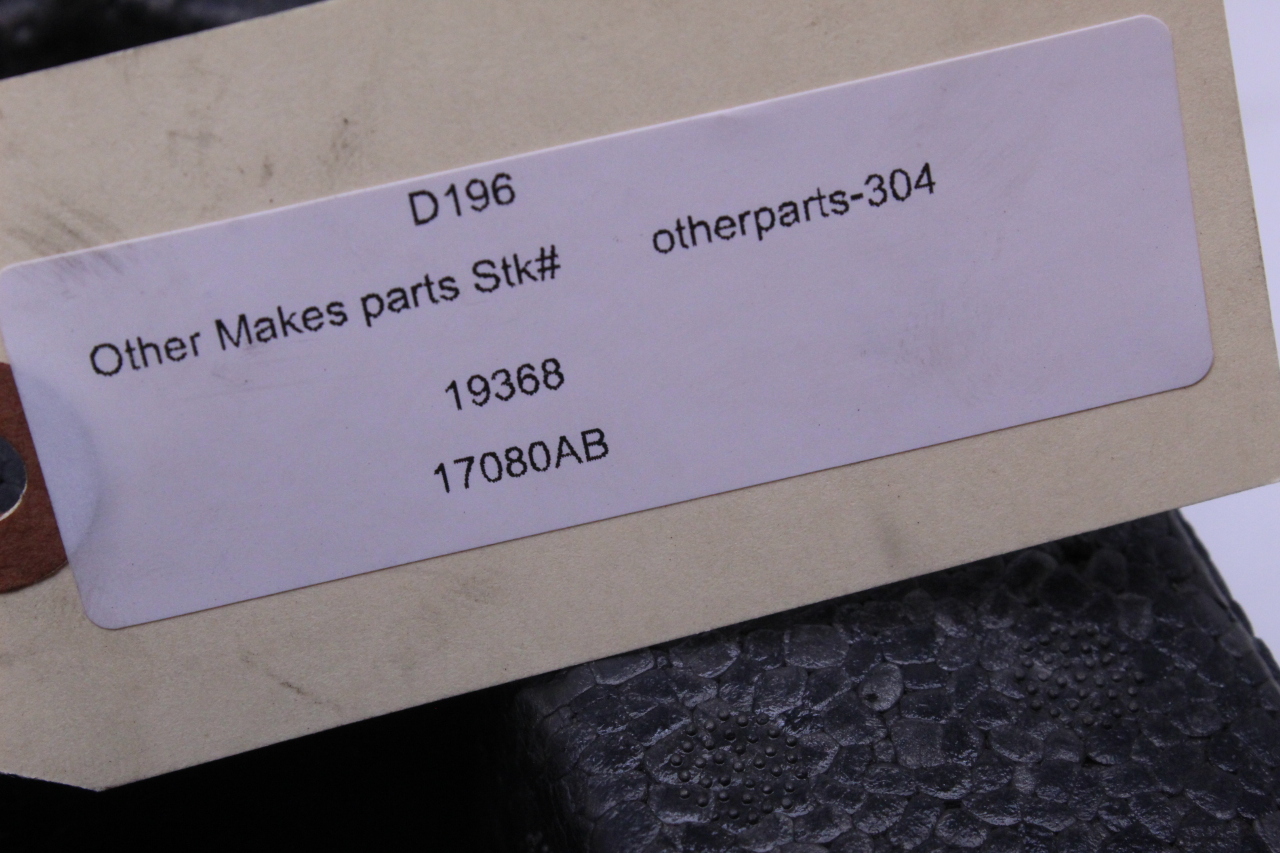 D196
Other Makes parts Stk# otherparts-304
19368
17080AB